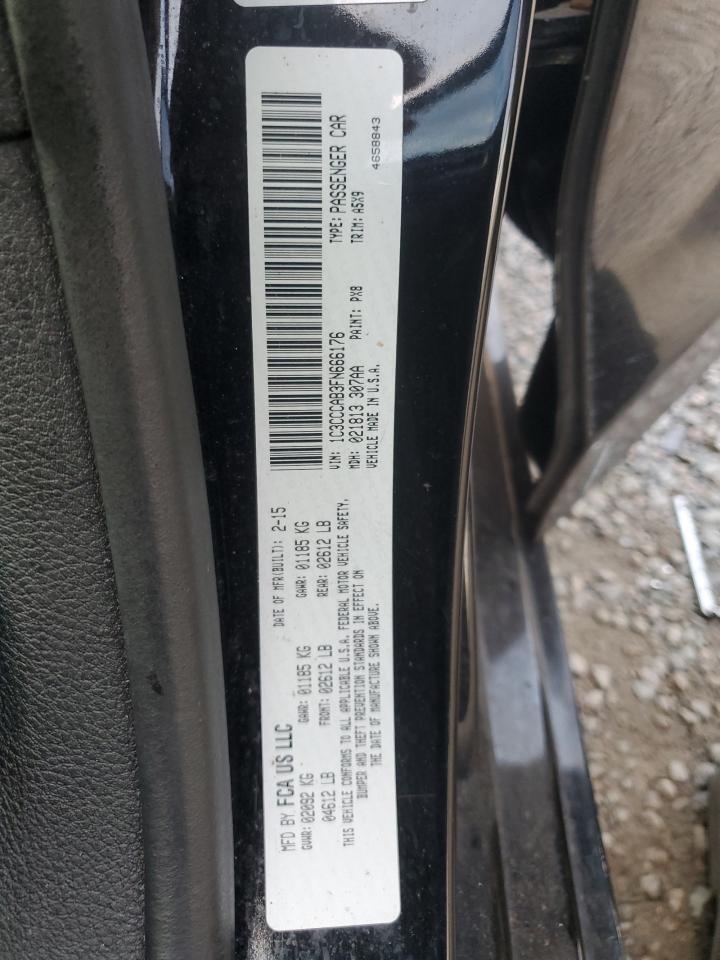 MFD BY FCA US LLC
DATE OF MFR(BUILT): 2-15
GVWR: 02092 KG
GAWR: 01185 KG
GAWR: 01185 KG
04612 LB
FRONT: 02612 LB
REAR: 02612 LB
THIS VEHICLE CONFORMS TO ALL APPLICABLE U.S.A. FEDERAL MOTOR VEHICLE SAFETY,
BUMPER AND THEFT PREVENTION STANDARDS IN EFFECT ON
THE DATE OF MANUFACTURE SHOWN ABOVE.
VIN: 1C3CCCAB3FN666176
TYPE: PASSENGER CAR
MDH: 021813 307AA
PAINT: PX8
TRIM: A5X9
VEHICLE MADE IN U.S.A.
4658843